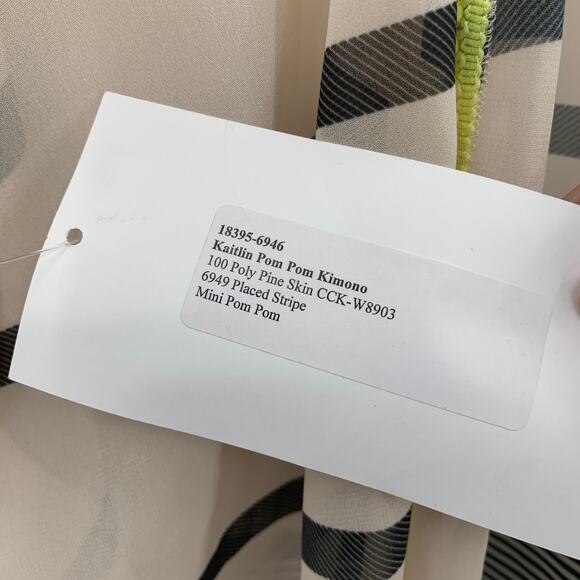 18395-6946
Kaitlin Pom Pom Kimono
100 Poly Pine Skin CCK-W8903
6949 Placed Stripe
Mini Pom Pom